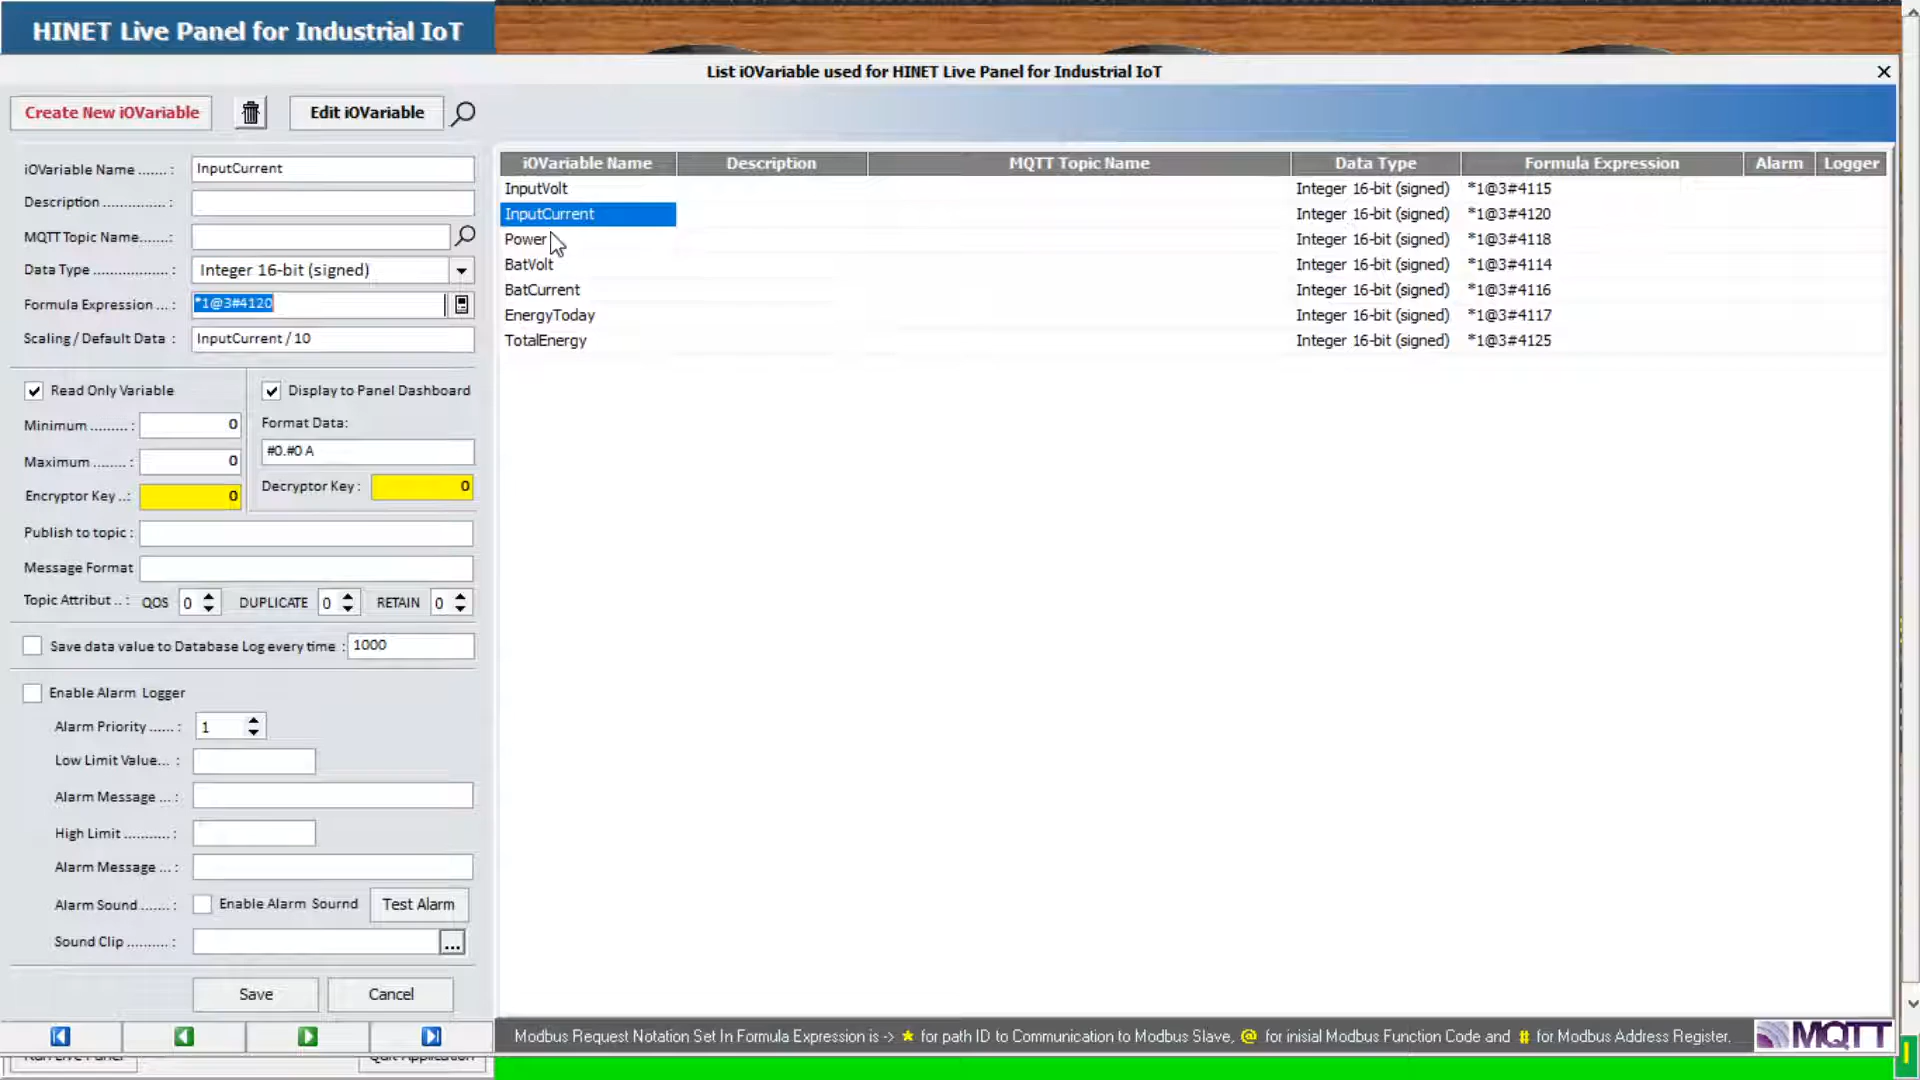 HINET Live Panel for Industrial IoT
List iOVariable used for HINET Live Panel for Industrial IoT
Create New iOVariable
Edit iOVariable
iOVariable Name ....... : InputCurrent
Description ............... :
MQTT Topic Name.......:
Data Type .................. : Integer 16-bit (signed)
Formula Expression ... : *1@3#4120
Scaling / Default Data : InputCurrent / 10
Read Only Variable
Display to Panel Dashboard
Minimum ......... : 0
Format Data:
Maximum ........ : 0
#0.#0 A
Encryptor Key ..: 0
Decryptor Key : 0
Publish to topic :
Message Format
Topic Attribut .. : QOS 0 DUPLICATE 0 RETAIN 0
Save data value to Database Log every time : 1000
Enable Alarm Logger
Alarm Priority ...... : 1
Low Limit Value... :
Alarm Message ... :
High Limit ........... :
Alarm Message ... :
Alarm Sound ....... : Enable Alarm Sournd Test Alarm
Sound Clip .......... : ...
Save Cancel
Quit Application
iOVariable Name Description MQTT Topic Name Data Type Formula Expression Alarm Logger
InputVolt Integer 16-bit (signed) *1@3#4115
InputCurrent Integer 16-bit (signed) *1@3#4120
Power Integer 16-bit (signed) *1@3#4118
BatVolt Integer 16-bit (signed) *1@3#4114
BatCurrent Integer 16-bit (signed) *1@3#4116
EnergyToday Integer 16-bit (signed) *1@3#4117
TotalEnergy Integer 16-bit (signed) *1@3#4125
Modbus Request Notation Set In Formula Expression is -> ★ for path ID to Communication to Modbus Slave, @ for inisial Modbus Function Code and # for Modbus Address Register.
MQTT